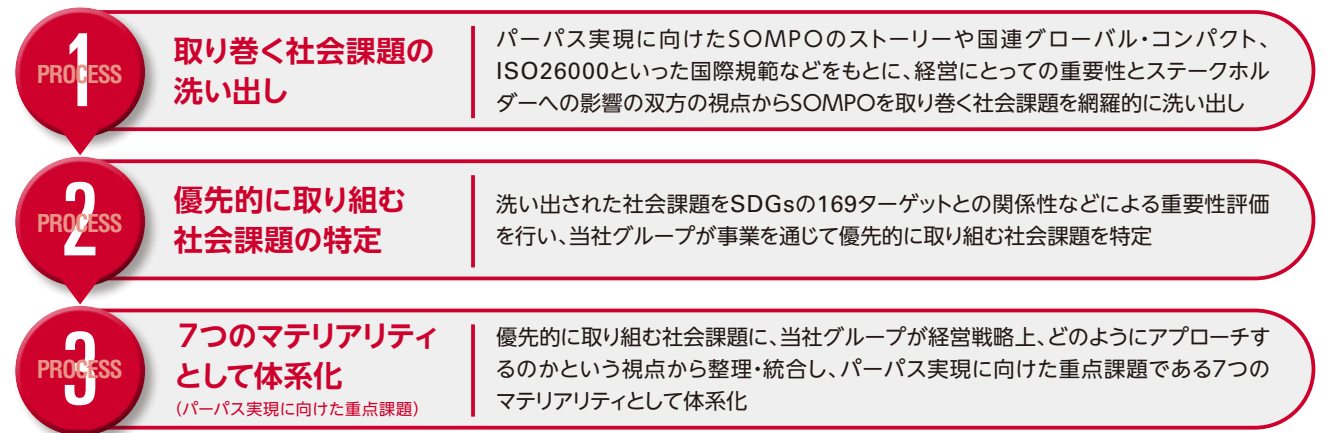 PROCESS
1
取り巻く社会課題の
洗い出し
パーパス実現に向けたSOMPOのストーリーや国連グローバル・コンパクト、
ISO26000といった国際規範などをもとに、経営にとっての重要性とステークホル
ダーへの影響の双方の視点からSOMPOを取り巻く社会課題を網羅的に洗い出し
PROCESS
2
優先的に取り組む
社会課題の特定
洗い出された社会課題をSDGsの169ターゲットとの関係性などによる重要性評価
を行い、当社グループが事業を通じて優先的に取り組む社会課題を特定
PROCESS
3
7つのマテリアリティ
として体系化
(パーパス実現に向けた重点課題)
優先的に取り組む社会課題に、当社グループが経営戦略上、どのようにアプローチす
るのかという視点から整理・統合し、パーパス実現に向けた重点課題である7つの
マテリアリティとして体系化